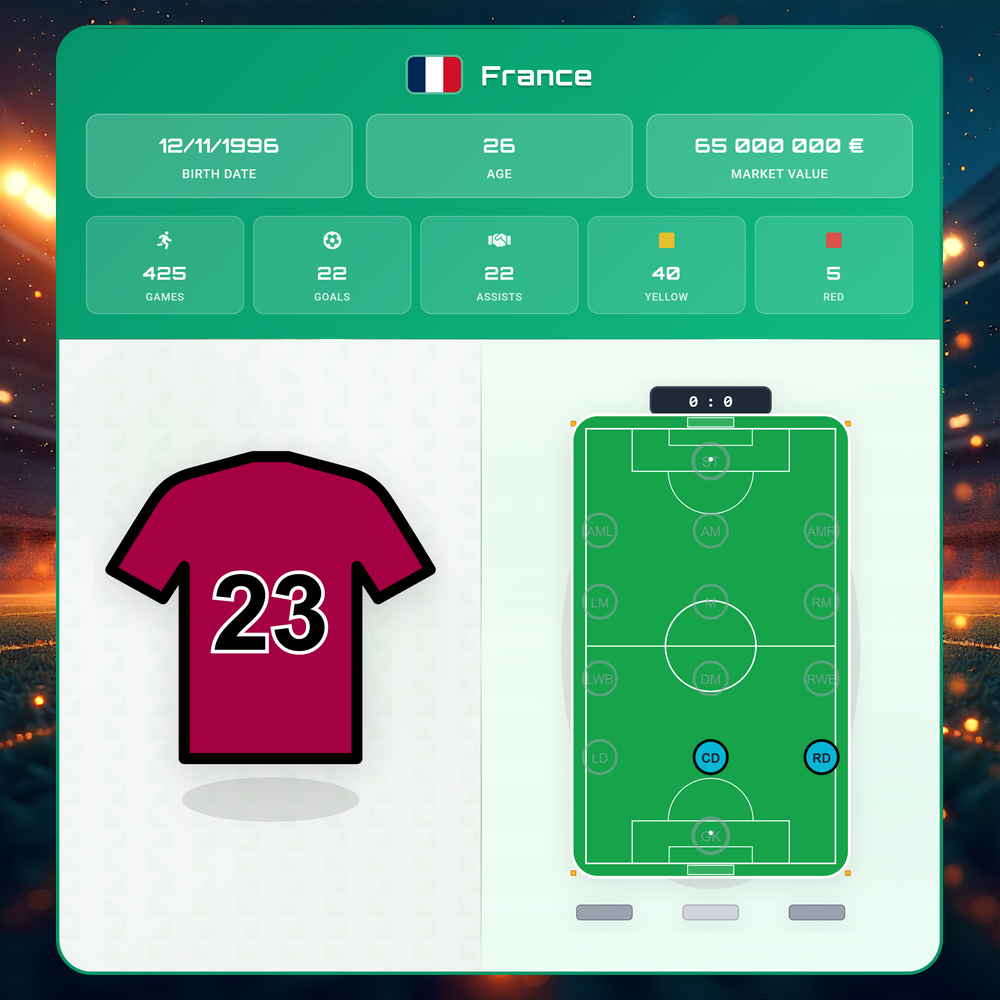 France
12/11/1996
BIRTH DATE
26
AGE
65 000 000 €
MARKET VALUE
425
GAMES
22
GOALS
22
ASSISTS
40
YELLOW
5
RED
23
0 : 0
ST
AML AM AMR
LM M RM
LWB DM RWB
LD CD RD
GK